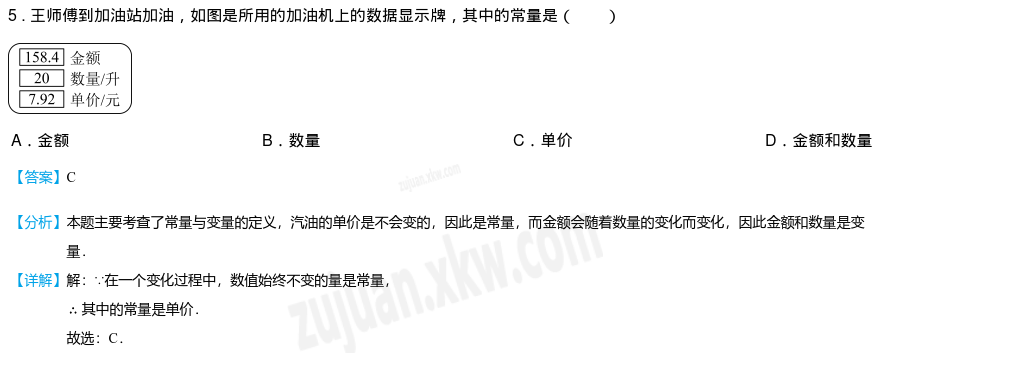 5．王师傅到加油站加油，如图是所用的加油机上的数据显示牌，其中的常量是（　　）
158.4 金额
20 数量/升
7.92 单价/元
A．金额 B．数量 C．单价 D．金额和数量
【答案】C
zujuan.xkw.com
【分析】本题主要考查了常量与变量的定义，汽油的单价是不会变的，因此是常量，而金额会随着数量的变化而变化，因此金额和数量是变
量．
【详解】解：∵在一个变化过程中，数值始终不变的量是常量，
∴其中的常量是单价．
故选：C．
zujuan.xkw.com